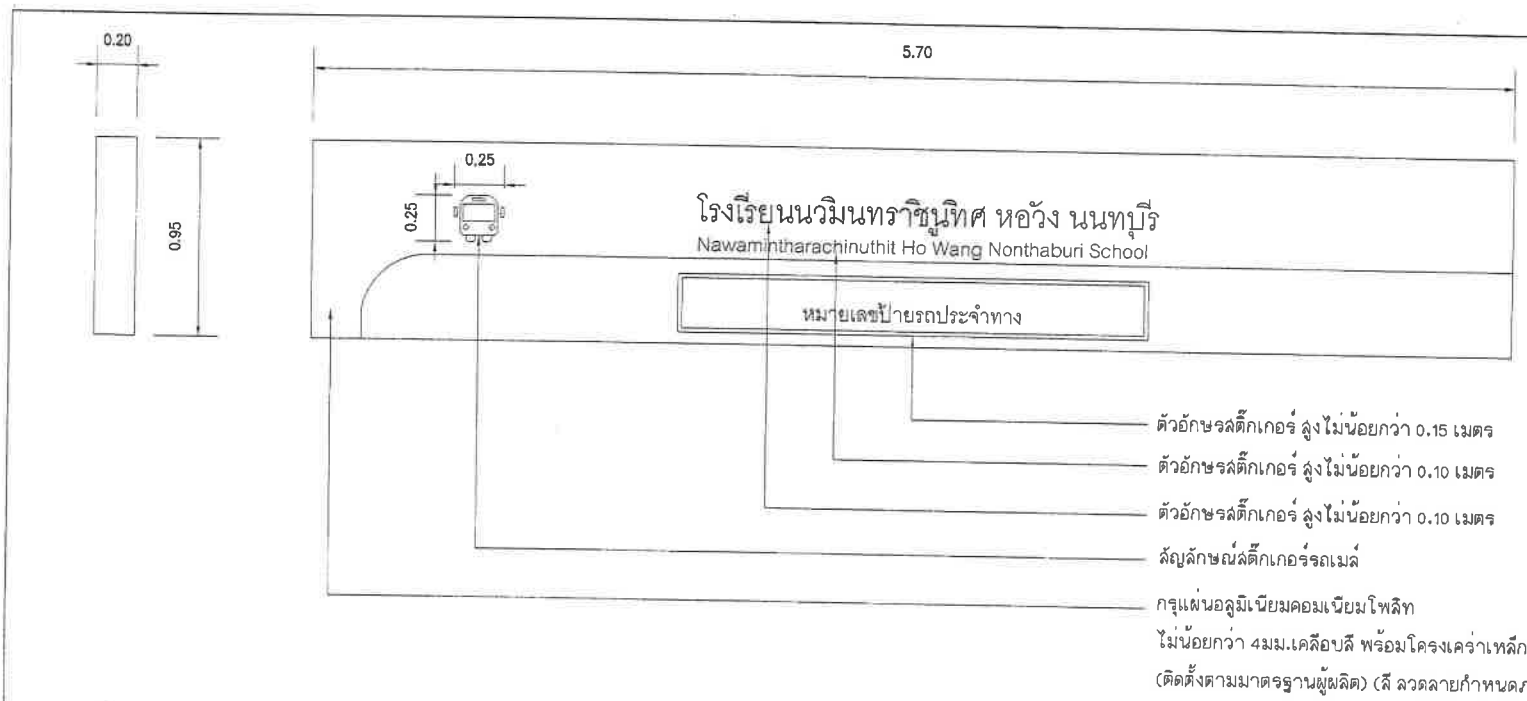 0.20
5.70
0.25
0.25
0.95
โรงเรียนนวมินทราชินูทิศ หอวัง นนทบุรี
Nawamintharachinuthit Ho Wang Nonthaburi School
หมายเลขป้ายรถประจำทาง
ตัวอักษรสติ๊กเกอร์ สูงไม่น้อยกว่า 0.15 เมตร
ตัวอักษรสติ๊กเกอร์ สูงไม่น้อยกว่า 0.10 เมตร
ตัวอักษรสติ๊กเกอร์ สูงไม่น้อยกว่า 0.10 เมตร
สัญลักษณ์สติ๊กเกอร์รถเมล์
กรุแผ่นอลูมิเนียมคอมเนียมโพสิท
ไม่น้อยกว่า 4มม.เคลือบสี พร้อมโครงเคร่าเหล็ก
(ติดตั้งตามมาตรฐานผู้ผลิต) (สี ลวดลายกำหนด